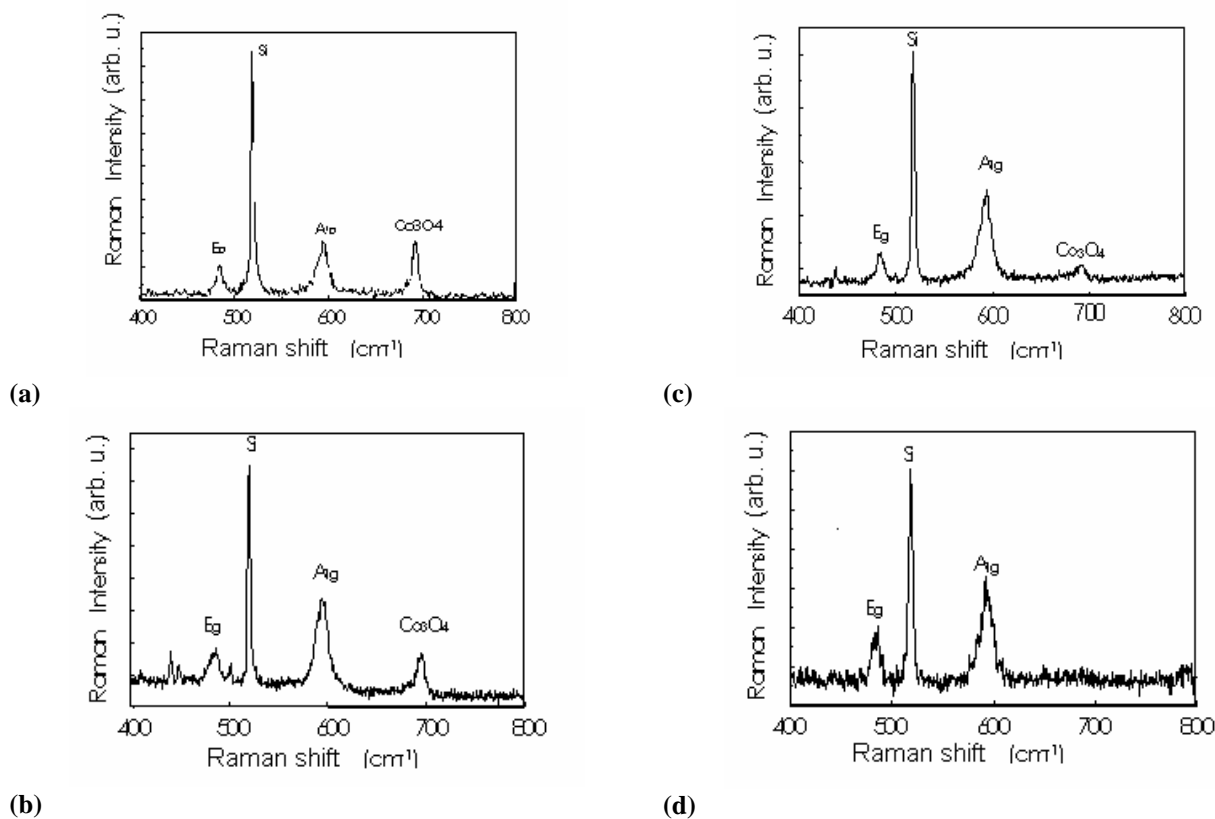 Raman Intensity (arb. u.)
Si
Eg
A1g
Co3O4
400 500 600 700 800
Raman shift (cm-1)
(a)
Raman Intensity (arb. u.)
Si
A1g
Eg
Co3O4
400 500 600 700 800
Raman shift (cm-1)
(c)
Raman Intensity (arb. u.)
Si
A1g
Eg
Co3O4
400 500 600 700 800
Raman shift (cm-1)
(b)
Raman Intensity (arb. u.)
Si
A1g
Eg
400 500 600 700 800
Raman shift (cm-1)
(d)